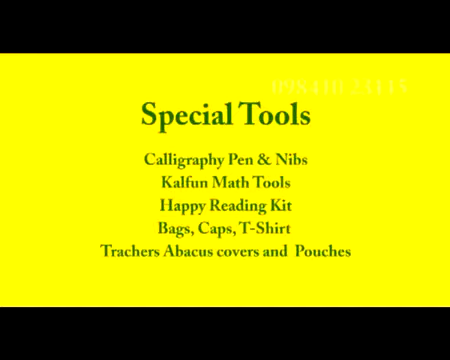 09841023115
Special Tools
Calligraphy Pen & Nibs
Kalfun Math Tools
Happy Reading Kit
Bags, Caps, T-Shirt
Trachers Abacus covers and Pouches